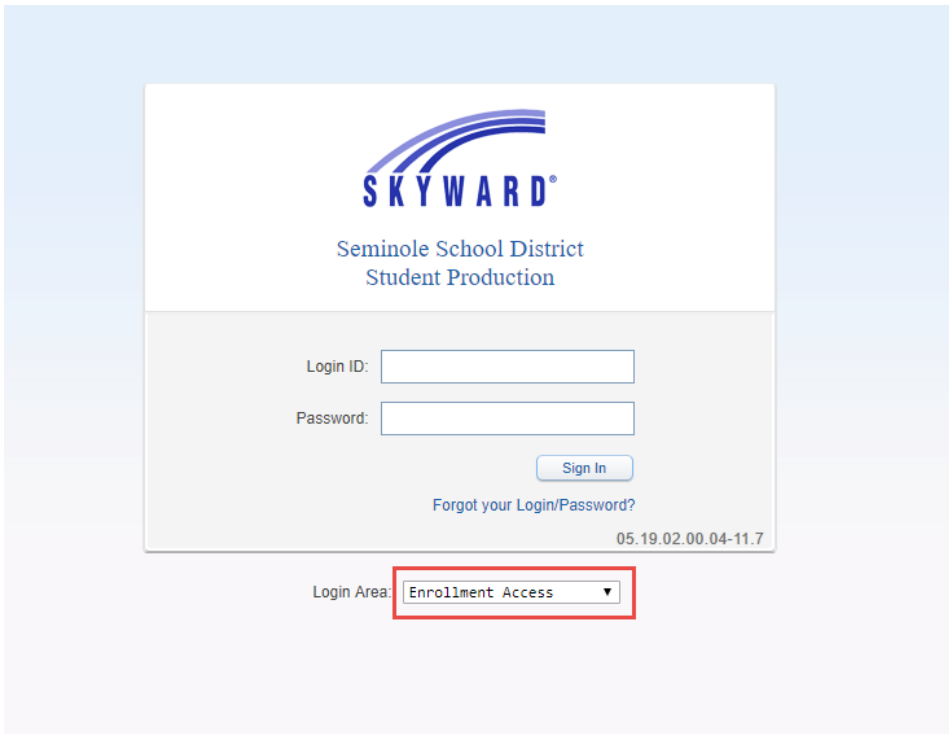 SKYWARD®
Seminole School District
Student Production
Login ID:
Password:
Sign In
Forgot your Login/Password?
05.19.02.00.04-11.7
Login Area: Enrollment Access